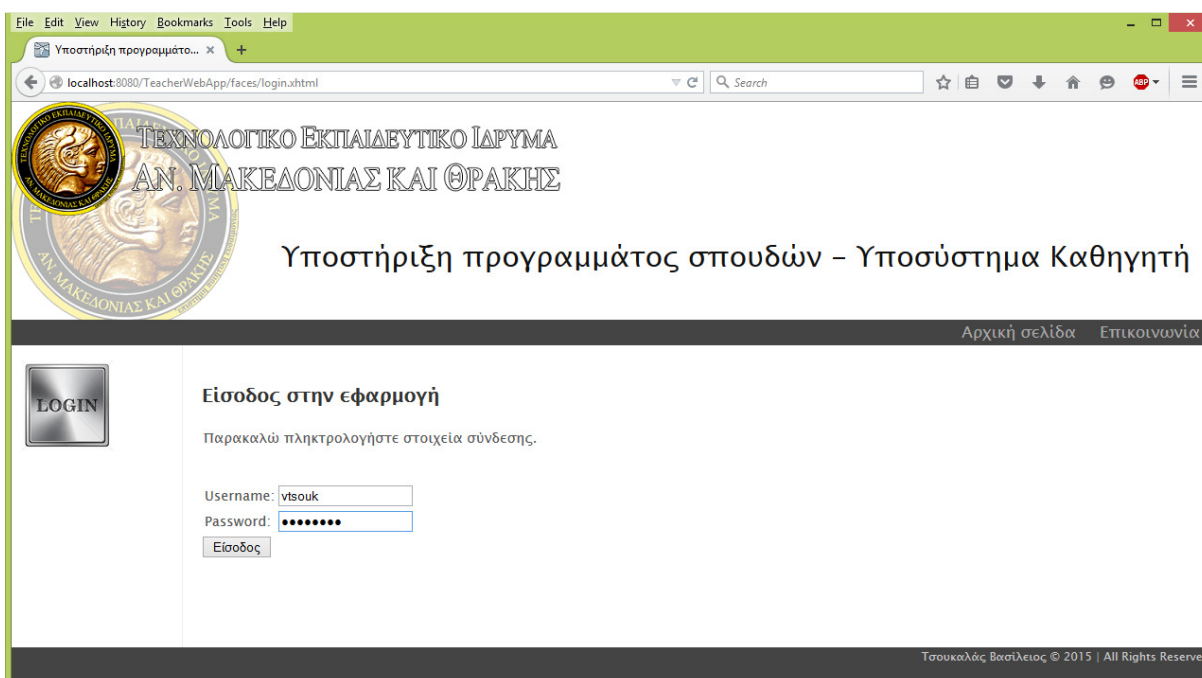 File Edit View History Bookmarks Tools Help
Υποστήριξη προγραμμάτο... × +
localhost:8080/TeacherWebApp/faces/login.xhtml
Search
ABP
ΤΕΧΝΟΛΟΓΙΚΟ ΕΚΠΑΙΔΕΥΤΙΚΟ ΙΔΡΥΜΑ
ΑΝ. ΜΑΚΕΔΟΝΙΑΣ ΚΑΙ ΘΡΑΚΗΣ
Υποστήριξη προγραμμάτος σπουδών – Υποσύστημα Καθηγητή
Αρχική σελίδα Επικοινωνία
LOGIN
Είσοδος στην εφαρμογή
Παρακαλώ πληκτρολογήστε στοιχεία σύνδεσης.
Username: vtsouk
Password: ●●●●●●●●
Είσοδος
Τσουκαλάς Βασίλειος © 2015 | All Rights Reserve